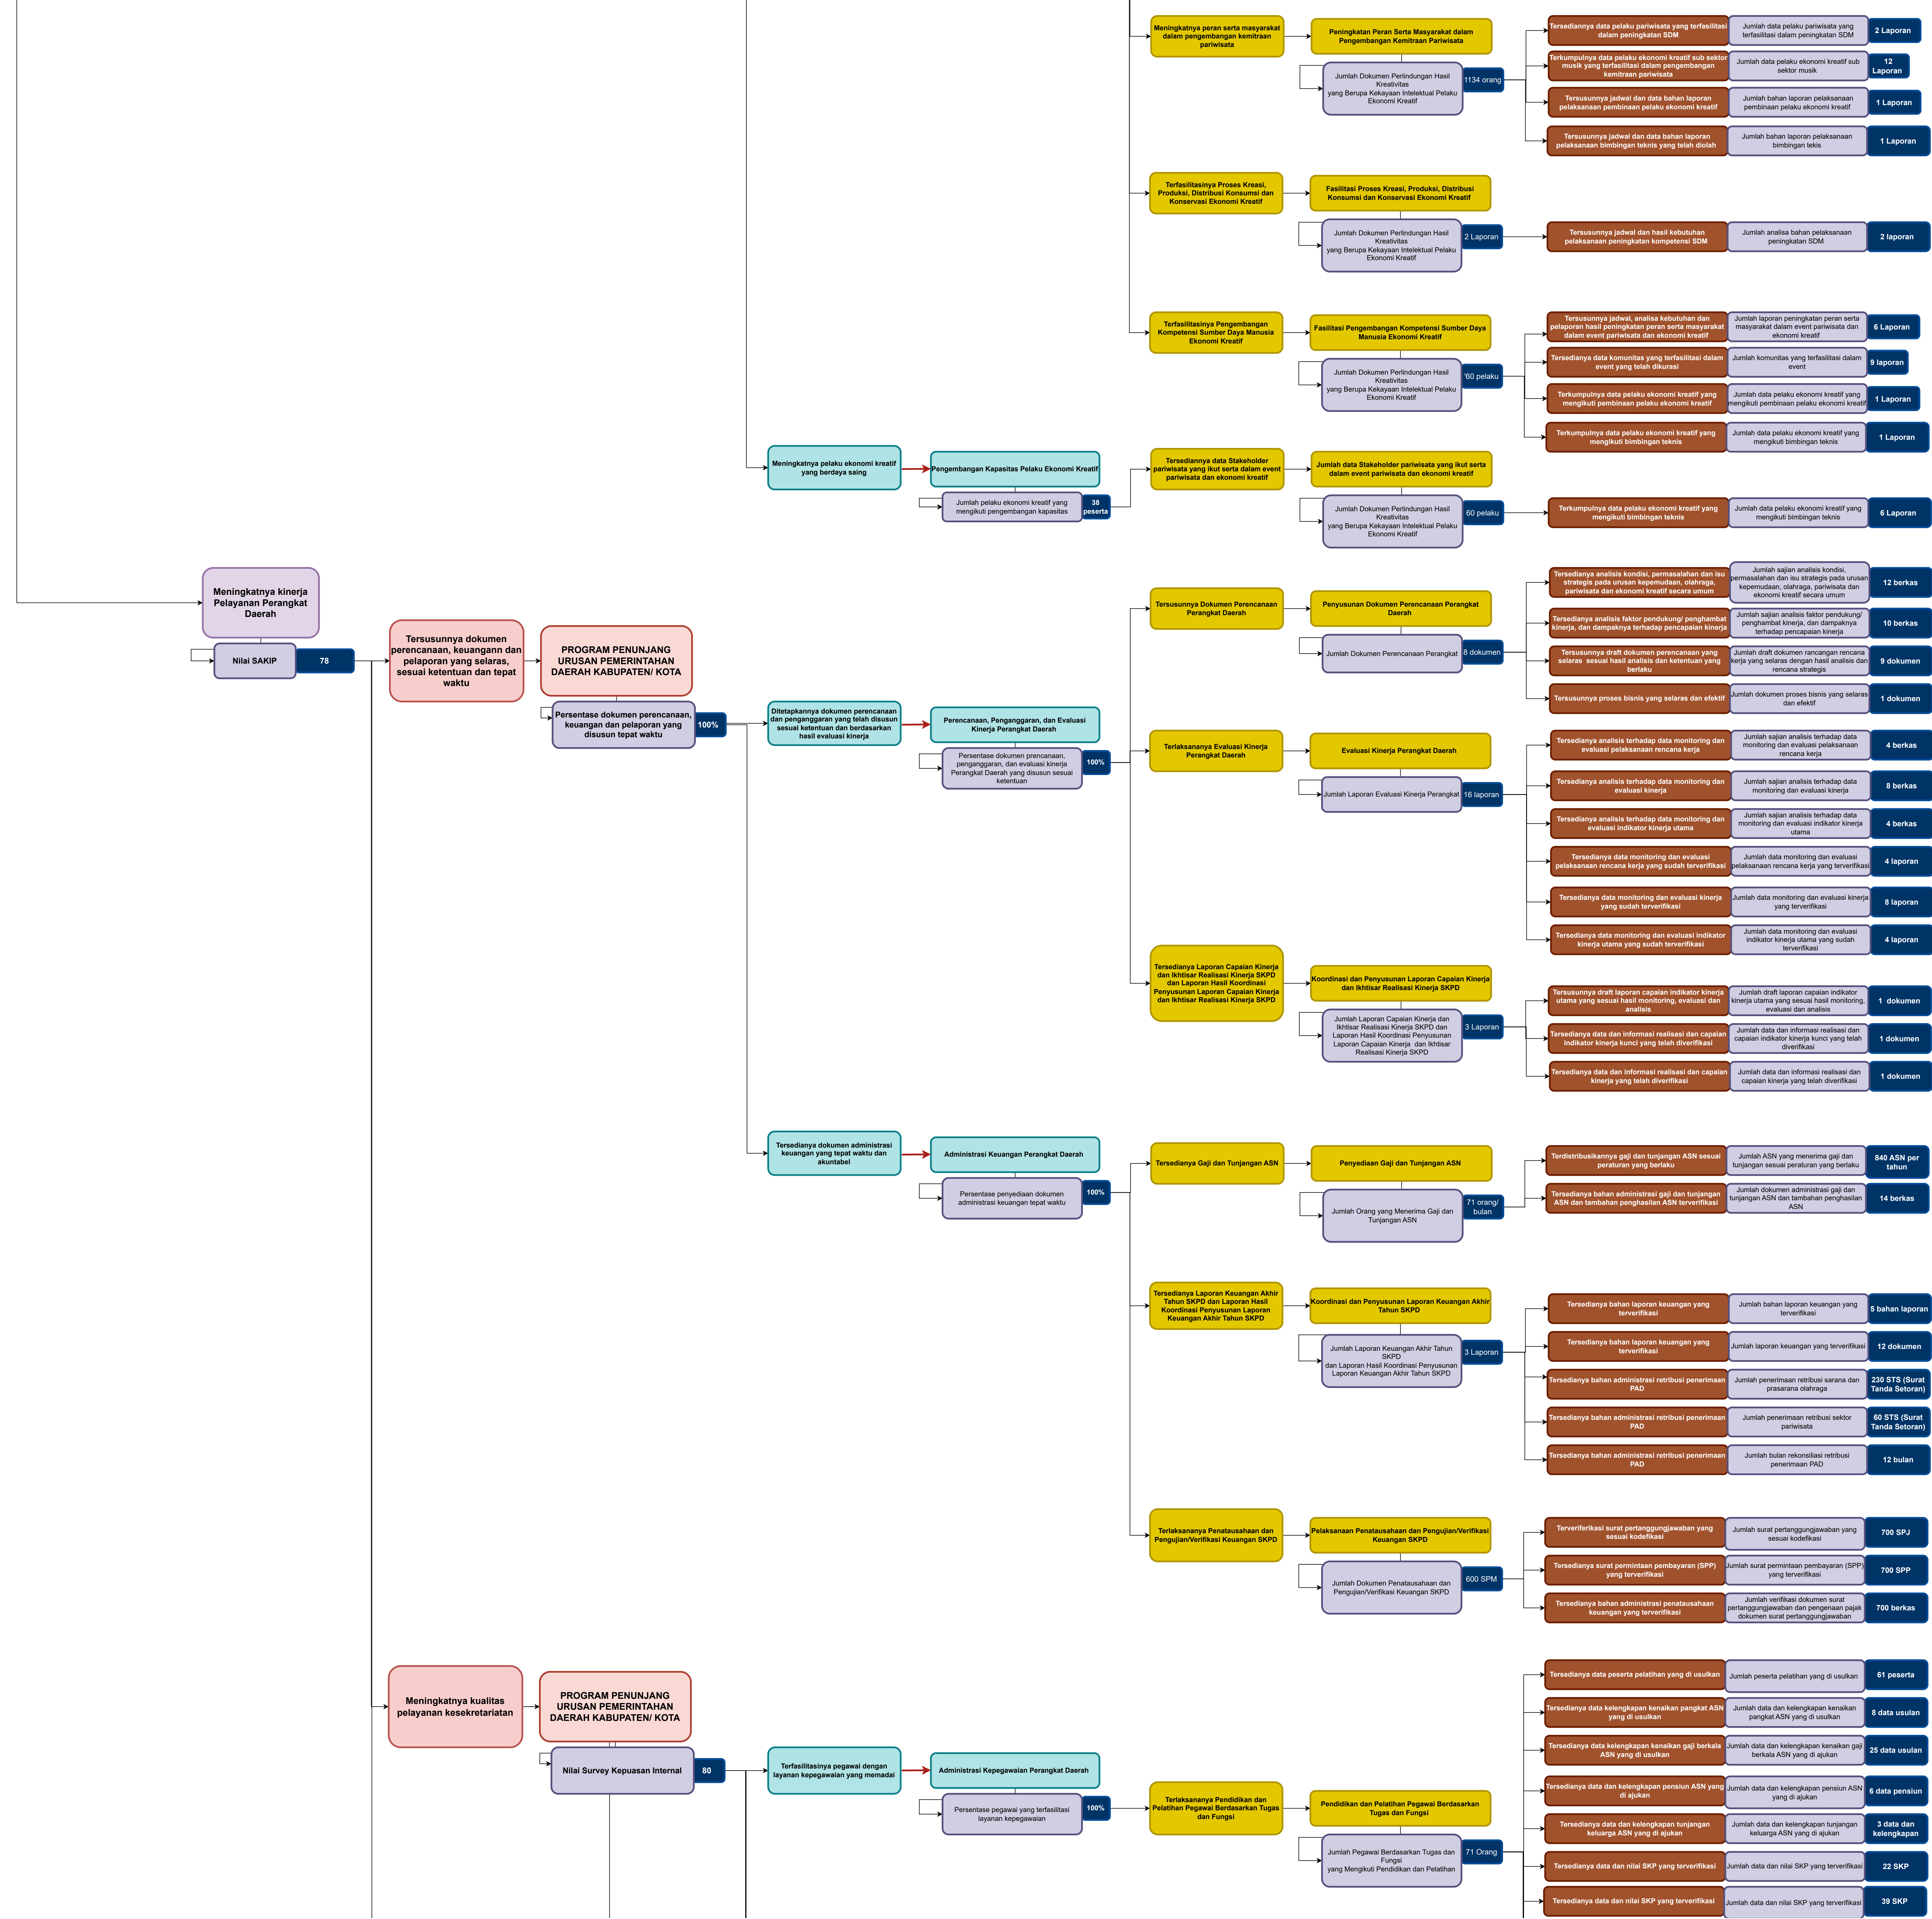 Meningkatnya peran serta masyarakat
dalam pengembangan kemitraan
pariwisata
Peningkatan Peran Serta Masyarakat dalam
Pengembangan Kemitraan Pariwisata
Jumlah Dokumen Perlindungan Hasil
Kreativitas
yang Berupa Kekayaan Intelektual Pelaku
Ekonomi Kreatif
1134 orang
Tersediannya data pelaku pariwisata yang terfasilitasi
dalam peningkatan SDM
Jumlah data pelaku pariwisata yang
terfasilitasi dalam peningkatan SDM
2 Laporan
Terkumpulnya data pelaku ekonomi kreatif sub sektor
musik yang terfasilitasi dalam pengembangan
kemitraan pariwisata
Jumlah data pelaku ekonomi kreatif sub
sektor musik
12
Laporan
Tersusunnya jadwal dan data bahan laporan
pelaksanaan pembinaan pelaku ekonomi kreatif
Jumlah bahan laporan pelaksanaan
pembinaan pelaku ekonomi kreatif
1 Laporan
Tersusunnya jadwal dan data bahan laporan
pelaksanaan bimbingan teknis yang telah diolah
Jumlah bahan laporan pelaksanaan
bimbingan tekis
1 Laporan
Terfasilitasinya Proses Kreasi,
Produksi, Distribusi Konsumsi dan
Konservasi Ekonomi Kreatif
Fasilitasi Proses Kreasi, Produksi, Distribusi
Konsumsi dan Konservasi Ekonomi Kreatif
Jumlah Dokumen Perlindungan Hasil
Kreativitas
yang Berupa Kekayaan Intelektual Pelaku
Ekonomi Kreatif
2 Laporan
Tersusunnya jadwal dan hasil kebutuhan
pelaksanaan peningkatan kompetensi SDM
Jumlah analisa bahan pelaksanaan
peningkatan SDM
2 laporan
Terfasilitasinya Pengembangan
Kompetensi Sumber Daya Manusia
Ekonomi Kreatif
Fasilitasi Pengembangan Kompetensi Sumber Daya
Manusia Ekonomi Kreatif
Jumlah Dokumen Perlindungan Hasil
Kreativitas
yang Berupa Kekayaan Intelektual Pelaku
Ekonomi Kreatif
'60 pelaku
Tersusunya jadwal, analisa kebutuhan dan
pelaporan hasil peningkatan peran serta masyarakat
dalam event pariwisata dan ekonomi kreatif
Jumlah laporan peningkatan peran serta
masyarakat dalam event pariwisata dan
ekonomi kreatif
6 Laporan
Tersedianya data komunitas yang terfasilitasi dalam
event yang telah dikurasi
Jumlah komunitas yang terfasilitasi dalam
event
9 laporan
Terkumpulnya data pelaku ekonomi kreatif yang
mengikuti pembinaan pelaku ekonomi kreatif
Jumlah data pelaku ekonomi kreatif yang
mengikuti pembinaan pelaku ekonomi kreatif
1 Laporan
Terkumpulnya data pelaku ekonomi kreatif yang
mengikuti bimbingan teknis
Jumlah data pelaku ekonomi kreatif yang
mengikuti bimbingan teknis
1 Laporan
Meningkatnya pelaku ekonomi kreatif
yang berdaya saing
Pengembangan Kapasitas Pelaku Ekonomi Kreatif
Jumlah pelaku ekonomi kreatif yang
mengikuti pengembangan kapasitas
38
peserta
Tersediannya data Stakeholder
pariwisata yang ikut serta dalam event
pariwisata dan ekonomi kreatif
Jumlah data Stakeholder pariwisata yang ikut serta
dalam event pariwisata dan ekonomi kreatif
Jumlah Dokumen Perlindungan Hasil
Kreativitas
yang Berupa Kekayaan Intelektual Pelaku
Ekonomi Kreatif
60 pelaku
Terkumpulnya data pelaku ekonomi kreatif yang
mengikuti bimbingan teknis
Jumlah data pelaku ekonomi kreatif yang
mengikuti bimbingan teknis
6 Laporan
Meningkatnya kinerja
Pelayanan Perangkat
Daerah
Nilai SAKIP
78
Tersusunnya dokumen
perencanaan, keuangann dan
pelaporan yang selaras,
sesuai ketentuan dan tepat
waktu
PROGRAM PENUNJANG
URUSAN PEMERINTAHAN
DAERAH KABUPATEN/ KOTA
Persentase dokumen perencanaan,
keuangan dan pelaporan yang
disusun tepat waktu
100%
Ditetapkannya dokumen perencanaan
dan penganggaran yang telah disusun
sesuai ketentuan dan berdasarkan
hasil evaluasi kinerja
Perencanaan, Penganggaran, dan Evaluasi
Kinerja Perangkat Daerah
Persentase dokumen prencanaan,
penganggaran, dan evaluasi kinerja
Perangkat Daerah yang disusun sesuai
ketentuan
100%
Tersusunnya Dokumen Perencanaan
Perangkat Daerah
Penyusunan Dokumen Perencanaan Perangkat
Daerah
Jumlah Dokumen Perencanaan Perangkat
8 dokumen
Tersedianya analisis kondisi, permasalahan dan isu
strategis pada urusan kepemudaan, olahraga,
pariwisata dan ekonomi kreatif secara umum
Jumlah sajian analisis kondisi,
permasalahan dan isu strategis pada urusan
kepemudaan, olahraga, pariwisata dan
ekonomi kreatif secara umum
12 berkas
Tersedianya analisis faktor pendukung/ penghambat
kinerja, dan dampaknya terhadap pencapaian kinerja
Jumlah sajian analisis faktor pendukung/
penghambat kinerja, dan dampaknya
terhadap pencapaian kinerja
10 berkas
Tersusunnya draft dokumen perencanaan yang
selaras sesuai hasil analisis dan ketentuan yang
berlaku
Jumlah draft dokumen rancangan rencana
kerja yang selaras dengan hasil analisis dan
rencana strategis
9 dokumen
Tersusunnya proses bisnis yang selaras dan efektif
Jumlah dokumen proses bisnis yang selaras
dan efektif
1 dokumen
Terlaksananya Evaluasi Kinerja
Perangkat Daerah
Evaluasi Kinerja Perangkat Daerah
Jumlah Laporan Evaluasi Kinerja Perangkat
16 laporan
Tersedianya analisis terhadap data monitoring dan
evaluasi pelaksanaan rencana kerja
Jumlah sajian analisis terhadap data
monitoring dan evaluasi pelaksanaan
rencana kerja
4 berkas
Tersedianya analisis terhadap data monitoring dan
evaluasi kinerja
Jumlah sajian analisis terhadap data
monitoring dan evaluasi kinerja
8 berkas
Tersedianya analisis terhadap data monitoring dan
evaluasi indikator kinerja utama
Jumlah sajian analisis terhadap data
monitoring dan evaluasi indikator kinerja
utama
4 berkas
Tersedianya data monitoring dan evaluasi
pelaksanaan rencana kerja yang sudah terverifikasi
Jumlah data monitoring dan evaluasi
pelaksanaan rencana kerja yang terverifikasi
4 laporan
Tersedianya data monitoring dan evaluasi kinerja
yang sudah terverifikasi
Jumlah data monitoring dan evaluasi kinerja
yang terverifikasi
8 laporan
Tersedianya data monitoring dan evaluasi indikator
kinerja utama yang sudah terverifikasi
Jumlah data monitoring dan evaluasi
indikator kinerja utama yang sudah
terverifikasi
4 laporan
Tersedianya Laporan Capaian Kinerja
dan Ikhtisar Realisasi Kinerja SKPD
dan Laporan Hasil Koordinasi
Penyusunan Laporan Capaian Kinerja
dan Ikhtisar Realisasi Kinerja SKPD
Koordinasi dan Penyusunan Laporan Capaian Kinerja
dan Ikhtisar Realisasi Kinerja SKPD
Jumlah Laporan Capaian Kinerja dan
Ikhtisar Realisasi Kinerja SKPD dan
Laporan Hasil Koordinasi Penyusunan
Laporan Capaian Kinerja dan Ikhtisar
Realisasi Kinerja SKPD
3 Laporan
Tersusunnya draft laporan capaian indikator kinerja
utama yang sesuai hasil monitoring, evaluasi dan
analisis
Jumlah draft laporan capaian indikator
kinerja utama yang sesuai hasil monitoring,
evaluasi dan analisis
1 dokumen
Tersedianya data dan informasi realisasi dan capaian
indikator kinerja kunci yang telah diverifikasi
Jumlah data dan informasi realisasi dan
capaian indikator kinerja kunci yang telah
diverifikasi
1 dokumen
Tersedianya data dan informasi realisasi dan capaian
kinerja yang telah diverifikasi
Jumlah data dan informasi realisasi dan
capaian kinerja yang telah diverifikasi
1 dokumen
Tersedianya dokumen administrasi
keuangan yang tepat waktu dan
akuntabel
Administrasi Keuangan Perangkat Daerah
Persentase penyediaan dokumen
administrasi keuangan tepat waktu
100%
Tersedianya Gaji dan Tunjangan ASN
Penyediaan Gaji dan Tunjangan ASN
Jumlah Orang yang Menerima Gaji dan
Tunjangan ASN
71 orang/
bulan
Terdistribusikannya gaji dan tunjangan ASN sesuai
peraturan yang berlaku
Jumlah ASN yang menerima gaji dan
tunjangan sesuai peraturan yang berlaku
840 ASN per
tahun
Tersedianya bahan administrasi gaji dan tunjangan
ASN dan tambahan penghasilan ASN terverifikasi
Jumlah dokumen administrasi gaji dan
tunjangan ASN dan tambahan penghasilan
ASN
14 berkas
Tersedianya Laporan Keuangan Akhir
Tahun SKPD dan Laporan Hasil
Koordinasi Penyusunan Laporan
Keuangan Akhir Tahun SKPD
Koordinasi dan Penyusunan Laporan Keuangan Akhir
Tahun SKPD
Jumlah Laporan Keuangan Akhir Tahun
SKPD
dan Laporan Hasil Koordinasi Penyusunan
Laporan Keuangan Akhir Tahun SKPD
3 Laporan
Tersedianya bahan laporan keuangan yang
terverifikasi
Jumlah bahan laporan keuangan yang
terverifikasi
5 bahan laporan
Tersedianya bahan laporan keuangan yang
terverifikasi
Jumlah laporan keuangan yang terverifikasi
12 dokumen
Tersedianya bahan administrasi retribusi penerimaan
PAD
Jumlah penerimaan retribusi sarana dan
prasarana olahraga
230 STS (Surat
Tanda Setoran)
Tersedianya bahan administrasi retribusi penerimaan
PAD
Jumlah penerimaan retribusi sektor
pariwisata
60 STS (Surat
Tanda Setoran)
Tersedianya bahan administrasi retribusi penerimaan
PAD
Jumlah bulan rekonsiliasi retribusi
penerimaan PAD
12 bulan
Terlaksananya Penatausahaan dan
Pengujian/Verifikasi Keuangan SKPD
Pelaksanaan Penatausahaan dan Pengujian/Verifikasi
Keuangan SKPD
Jumlah Dokumen Penatausahaan dan
Pengujian/Verifikasi Keuangan SKPD
600 SPM
Terveriferikasi surat pertanggungjawaban yang
sesuai kodefikasi
Jumlah surat pertanggungjawaban yang
sesuai kodefikasi
700 SPJ
Tersedianya surat permintaan pembayaran (SPP)
yang terverifikasi
Jumlah surat permintaan pembayaran (SPP)
yang terverifikasi
700 SPP
Tersedianya bahan administrasi penatausahaan
keuangan yang terverifikasi
Jumlah verifikasi dokumen surat
pertanggungjawaban dan pengenaan pajak
dokumen surat pertanggungjawaban
700 berkas
Meningkatnya kualitas
pelayanan kesekretariatan
PROGRAM PENUNJANG
URUSAN PEMERINTAHAN
DAERAH KABUPATEN/ KOTA
Nilai Survey Kepuasan Internal
80
Terfasilitasinya pegawai dengan
layanan kepegawaian yang memadai
Administrasi Kepegawaian Perangkat Daerah
Persentase pegawai yang terfasilitasi
layanan kepegawaian
100%
Terlaksananya Pendidikan dan
Pelatihan Pegawai Berdasarkan Tugas
dan Fungsi
Pendidikan dan Pelatihan Pegawai Berdasarkan
Tugas dan Fungsi
Jumlah Pegawai Berdasarkan Tugas dan
Fungsi
yang Mengikuti Pendidikan dan Pelatihan
71 Orang
Tersedianya data peserta pelatihan yang di usulkan
Jumlah peserta pelatihan yang di usulkan
61 peserta
Tersedianya data kelengkapan kenaikan pangkat ASN
yang di usulkan
Jumlah data dan kelengkapan kenaikan
pangkat ASN yang di usulkan
8 data usulan
Tersedianya data kelengkapan kenaikan gaji berkala
ASN yang di usulkan
Jumlah data dan kelengkapan kenaikan gaji
berkala ASN yang di ajukan
25 data usulan
Tersedianya data dan kelengkapan pensiun ASN yang
di ajukan
Jumlah data dan kelengkapan pensiun ASN
yang di ajukan
6 data pensiun
Tersedianya data dan kelengkapan tunjangan
keluarga ASN yang di ajukan
Jumlah data dan kelengkapan tunjangan
keluarga ASN yang di ajukan
3 data dan
kelengkapan
Tersedianya data dan nilai SKP terverifikasi
Jumlah data dan nilai SKP yang terverifikasi
22 SKP
Tersedianya data dan nilai SKP yang terverifikasi
Jumlah data dan nilai SKP yang terverifikasi
39 SKP